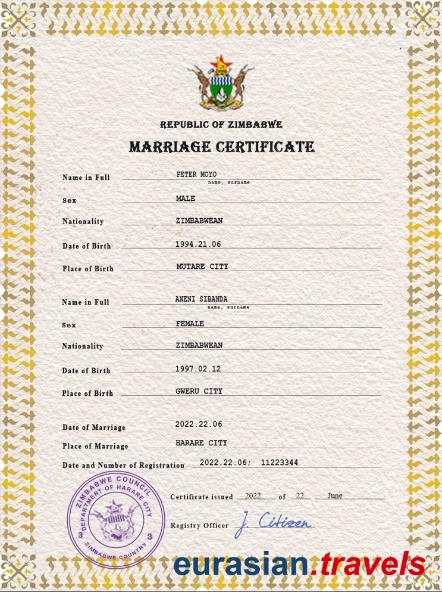 REPUBLIC OF ZIMBABWE
MARRIAGE CERTIFICATE
Name in Full PETER MOYO
name, surname
Sex MALE
Nationality ZIMBABWEAN
Date of Birth 1994.21.06
Place of Birth MUTARE CITY
Name in Full ANENI SIBANDA
name, surname
Sex FEMALE
Nationality ZIMBABWEAN
Date of Birth 1997.02.12
Place of Birth GWERU CITY
Date of Marriage 2022.22.06
Place of Marriage HARARE CITY
Date and Number of Registration 2022.22.06; 11223344
Certificate issued 2022 of 22 June
Registry Officer J. Citizen
ZIMBABWE COUNCIL
DEPARTMENT OF HARARE CITY
ZIMBABWE COUNTRY
3 3
eurasian.travels